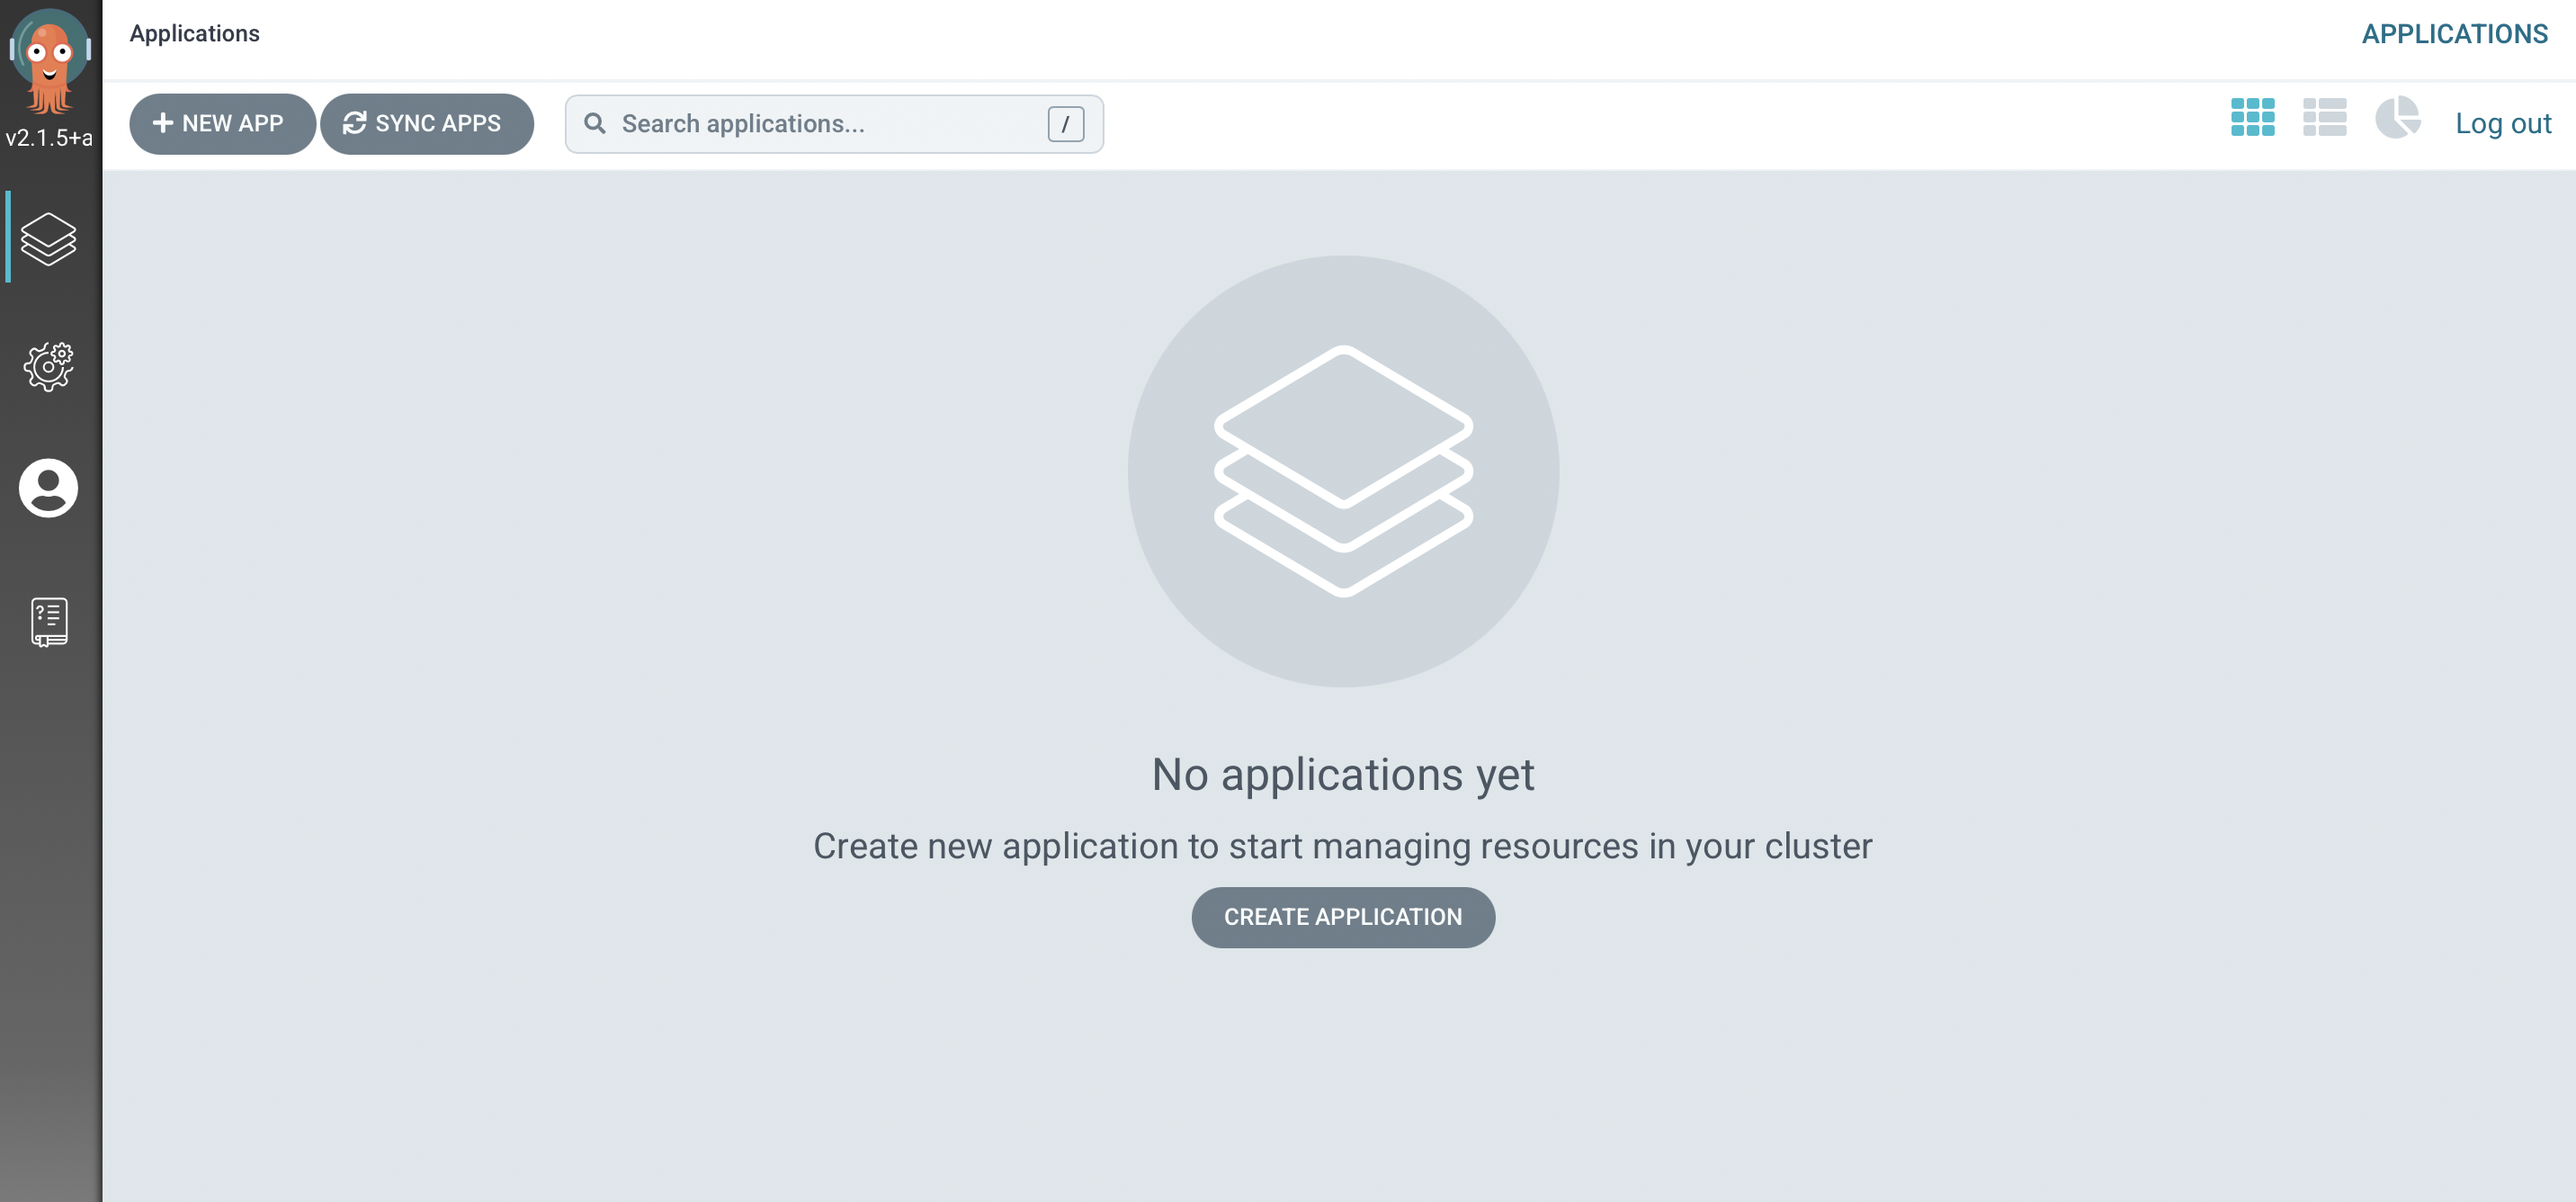 Applications
APPLICATIONS
v2.1.5+a
NEW APP
SYNC APPS
Search applications...
/
Log out
No applications yet
Create new application to start managing resources in your cluster
CREATE APPLICATION